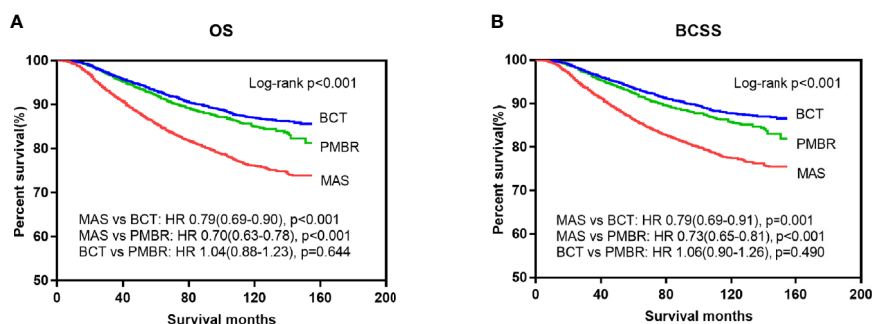 A
OS
Percent survival(%)
100
90
80
70
60
50
Log-rank p<0.001
BCT
PMBR
MAS
MAS vs BCT: HR 0.79(0.69-0.90), p<0.001
MAS vs PMBR: HR 0.70(0.63-0.78), p<0.001
BCT vs PMBR: HR 1.04(0.88-1.23), p=0.644
0 40 80 120 160 200
Survival months
B
BCSS
Percent survival(%)
100
90
80
70
60
50
Log-rank p<0.001
BCT
PMBR
MAS
MAS vs BCT: HR 0.79(0.69-0.91), p=0.001
MAS vs PMBR: HR 0.73(0.65-0.81), p<0.001
BCT vs PMBR: HR 1.06(0.90-1.26), p=0.490
0 40 80 120 160 200
Survival months